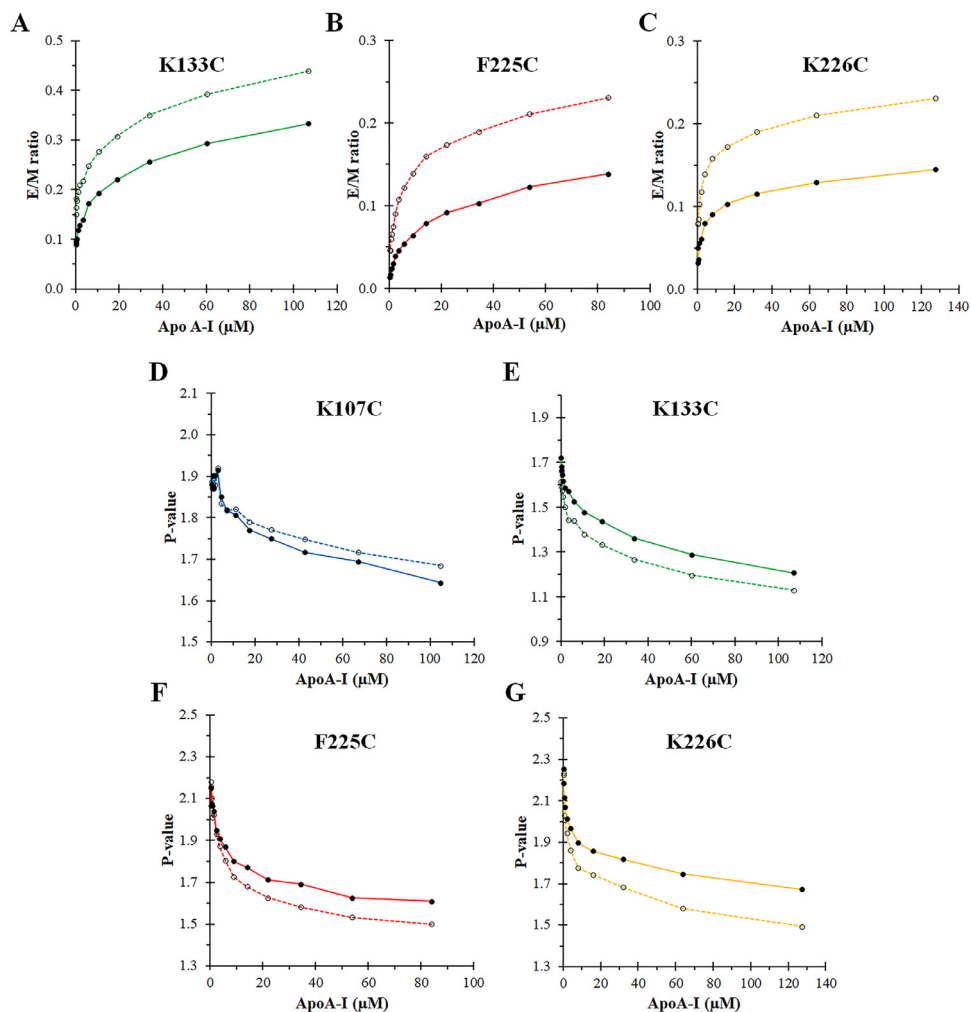 A
K133C
E/M ratio
0.5
0.4
0.3
0.2
0.1
0.0
0 20 40 60 80 100 120
Apo A-I (µM)
B
F225C
E/M ratio
0.3
0.2
0.1
0.0
0 20 40 60 80 100
ApoA-I (µM)
C
K226C
E/M ratio
0.3
0.2
0.1
0.0
0 20 40 60 80 100 120 140
ApoA-I (µM)
D
K107C
P-value
2.1
2.0
1.9
1.8
1.7
1.6
1.5
0 20 40 60 80 100 120
ApoA-I (µM)
E
K133C
P-value
1.9
1.7
1.5
1.3
1.1
0.9
0 20 40 60 80 100 120
ApoA-I (µM)
F
F225C
P-value
2.5
2.3
2.1
1.9
1.7
1.5
1.3
0 20 40 60 80 100
ApoA-I (µM)
G
K226C
P-value
2.5
2.3
2.1
1.9
1.7
1.5
1.3
0 20 40 60 80 100 120 140
ApoA-I (µM)